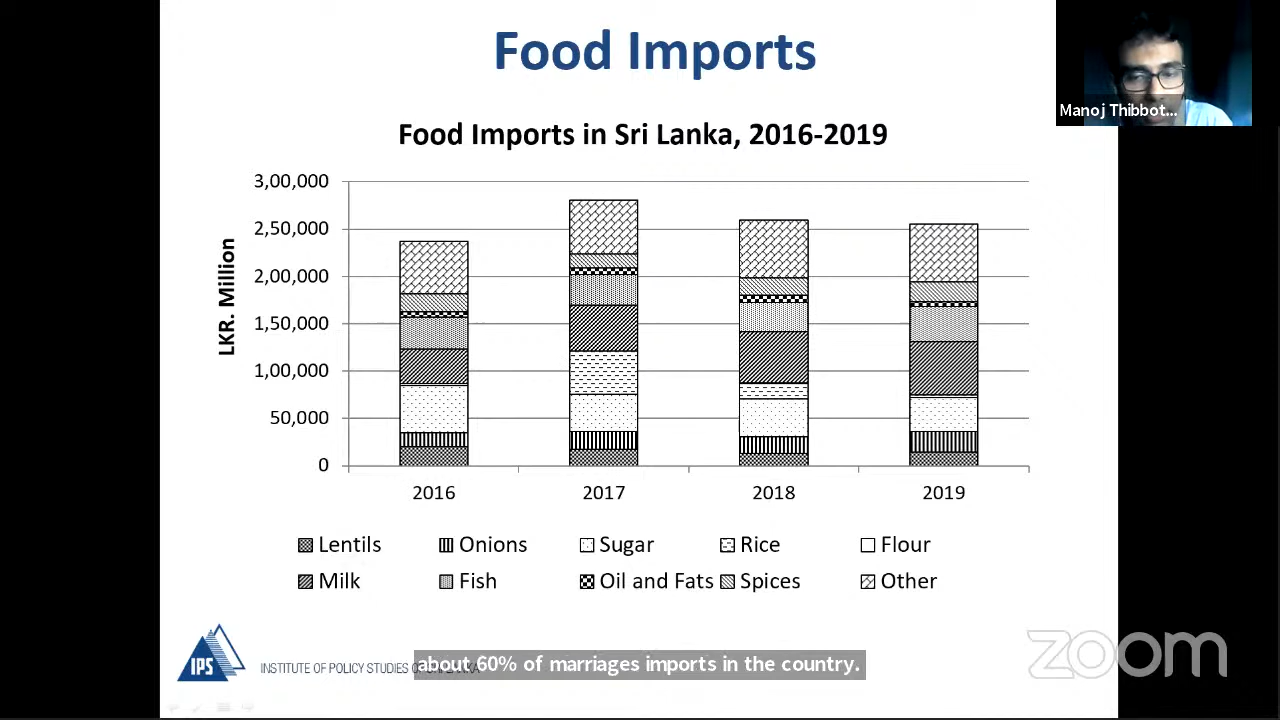 Food Imports
Manoj Thibbot...
Food Imports in Sri Lanka, 2016-2019
LKR. Million
3,00,000
2,50,000
2,00,000
1,50,000
1,00,000
50,000
0
2016 2017 2018 2019
Lentils Onions Sugar Rice Flour
Milk Fish Oil and Fats Spices Other
IPS
INSTITUTE OF POLICY STUDIES
about 60% of marriages imports in the country.
zoom